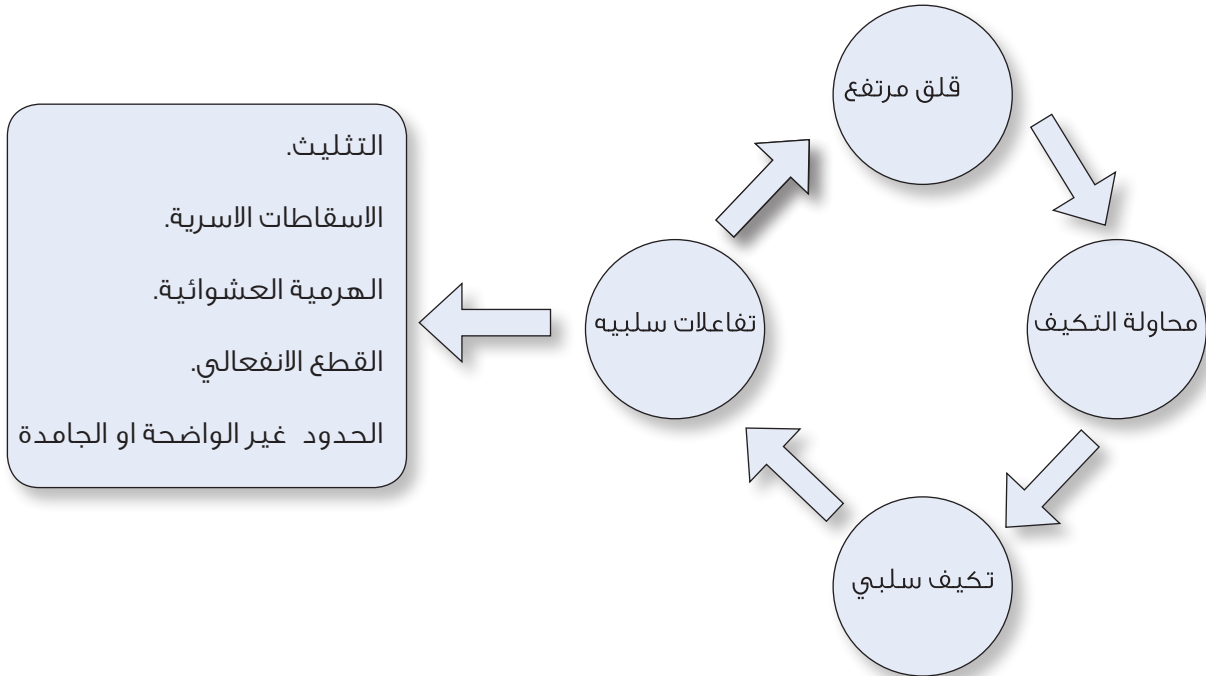 قلق مرتفع
محاولة التكيف
تكيف سلبي
تفاعلات سلبيه
التثليث.
الاسقاطات الاسرية.
الهرمية العشوائية.
القطع الانفعالي.
الحدود غير الواضحة او الجامدة